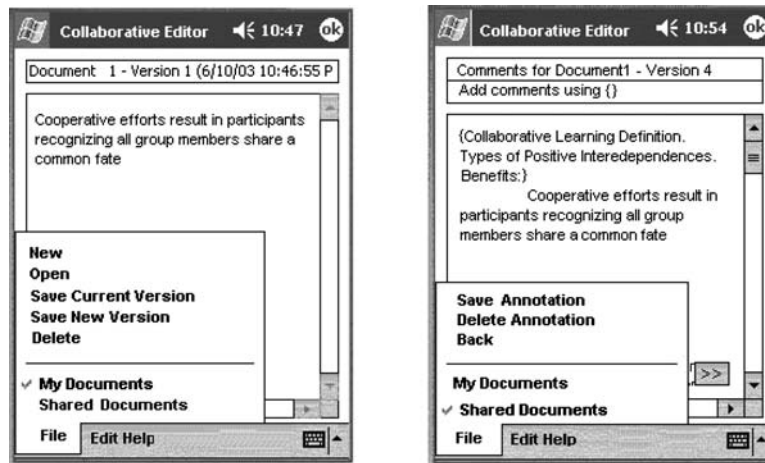 Collaborative Editor 10:47 ok
Document 1 - Version 1 (6/10/03 10:46:55 P
Cooperative efforts result in participants
recognizing all group members share a
common fate
New
Open
Save Current Version
Save New Version
Delete
My Documents
Shared Documents
File Edit Help
Collaborative Editor 10:54 ok
Comments for Document1 - Version 4
Add comments using {}
{Collaborative Learning Definition.
Types of Positive Interedependences.
Benefits:}
Cooperative efforts result in
participants recognizing all group
members share a common fate
Save Annotation
Delete Annotation
Back
>>
My Documents
Shared Documents
File Edit Help